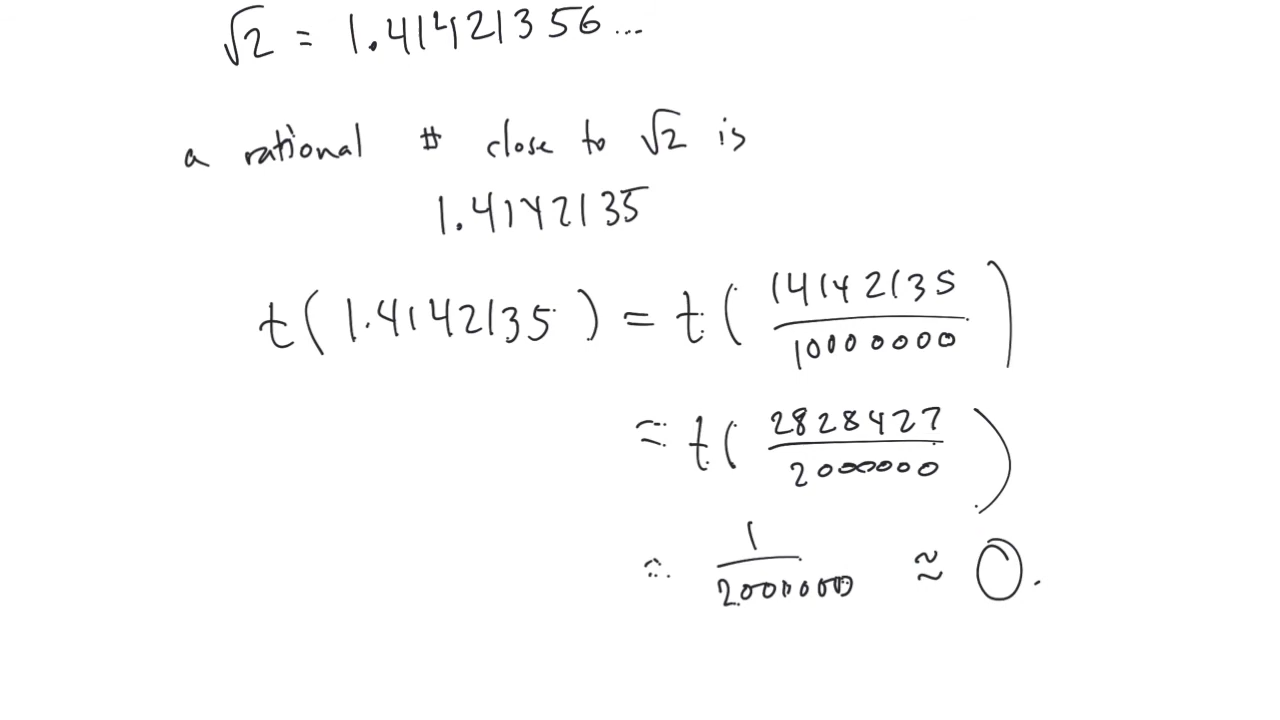 √2 = 1.41421356...
a rational # close to √2 is
1.4142135
t(1.4142135) = t(14142135/10000000)
= t(2828427/2000000)
= 1/2000000 ≈ 0.